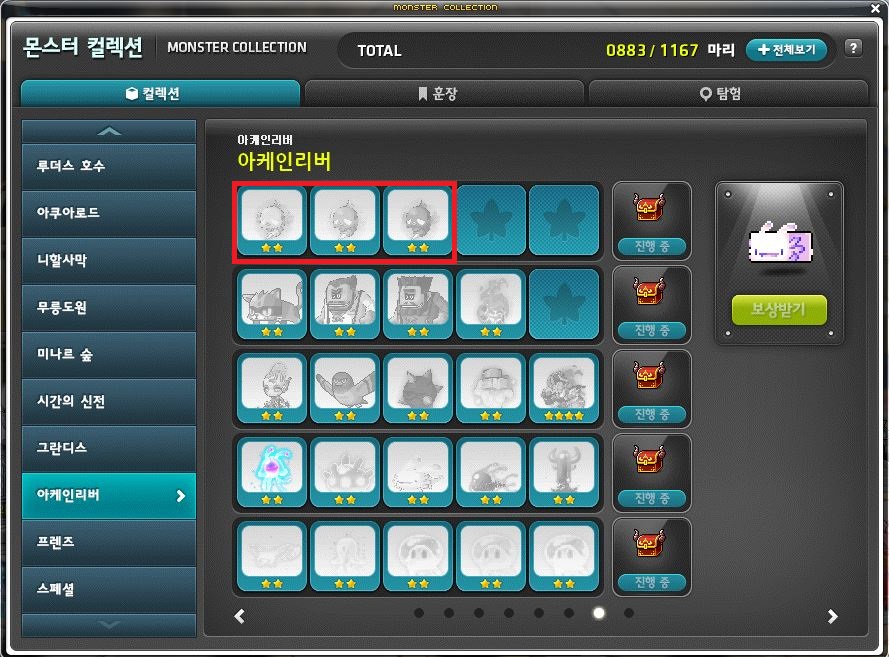 MONSTER COLLECTION
몬스터 컬렉션 MONSTER COLLECTION TOTAL 0883 / 1167 마리 + 전체보기 ?
컬렉션 훈장 탐험
루더스 호수
아쿠아로드
니할사막
무릉도원
미나르 숲
시간의 신전
그란디스
아케인리버
프렌즈
스페셜
아케인리버
아케인리버
진행 중
진행 중
진행 중
진행 중
진행 중
보상받기